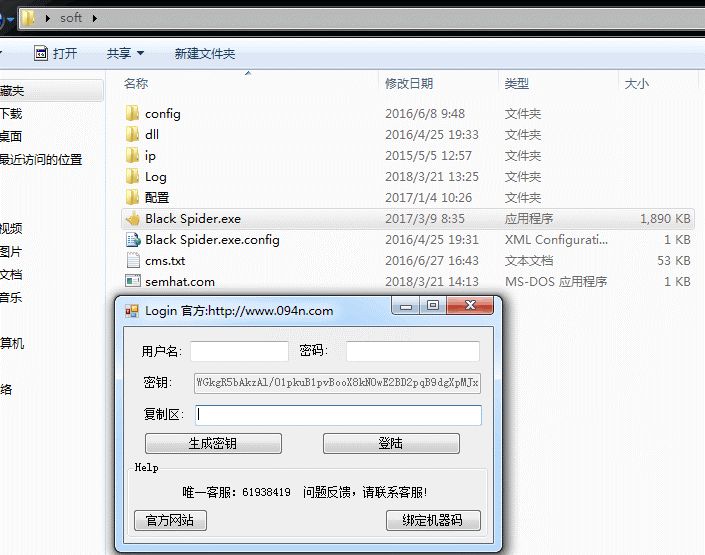 soft
打开 共享 新建文件夹
藏夹
下载
桌面
最近访问的位置
视频
图片
文档
音乐
算机
络
名称 修改日期 类型 大小
config 2016/6/8 9:48 文件夹
dll 2016/4/25 19:33 文件夹
ip 2015/5/5 12:57 文件夹
Log 2018/3/21 13:25 文件夹
配置 2017/1/4 10:26 文件夹
Black Spider.exe 2017/3/9 8:35 应用程序 1,890 KB
Black Spider.exe.config 2016/4/25 19:31 XML Configurati... 1 KB
cms.txt 2016/6/27 16:43 文本文档 53 KB
semhat.com 2018/3/21 14:13 MS-DOS 应用程序 1 KB
Login 官方:http://www.094n.com
用户名: 密码:
密钥: WGkgR5bAkzAl/O1pkuB1pvBooX8kNOwE2BD2pqB9dgXpMJx
复制区:
生成密钥 登陆
Help
唯一客服：61938419 问题反馈，请联系客服!
官方网站 绑定机器码